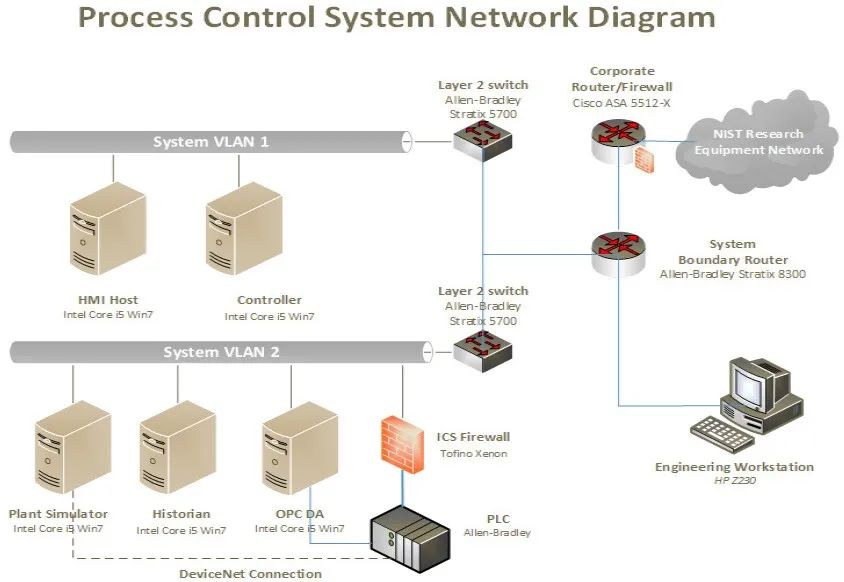 Process Control System Network Diagram
Corporate
Router/Firewall
Cisco ASA 5512-X
Layer 2 switch
Allen-Bradley
Stratix 5700
NIST Research
Equipment Network
System VLAN 1
System
Boundary Router
Allen-Bradley Stratix 8300
HMI Host
Intel Core i5 Win7
Controller
Intel Core i5 Win7
Layer 2 switch
Allen-Bradley
Stratix 5700
System VLAN 2
ICS Firewall
Tofino Xenon
Engineering Workstation
HP Z230
Plant Simulator
Intel Core i5 Win7
Historian
Intel Core i5 Win7
OPC DA
Intel Core i5 Win7
PLC
Allen-Bradley
DeviceNet Connection